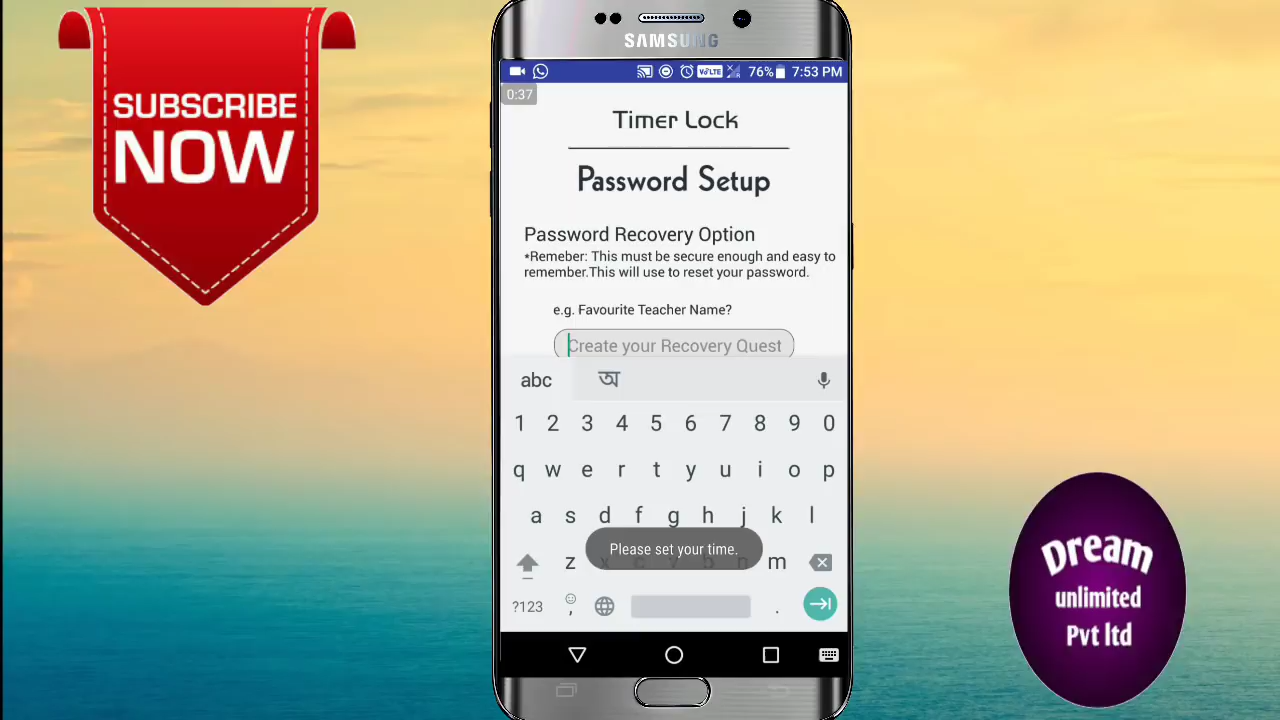 SUBSCRIBE
NOW
SAMSUNG
VoLTE 76% 7:53 PM
0:37
Timer Lock
Password Setup
Password Recovery Option
*Remeber: This must be secure enough and easy to
remember.This will use to reset your password.
e.g. Favourite Teacher Name?
Create your Recovery Quest
abc অ
1 2 3 4 5 6 7 8 9 0
q w e r t y u i o p
a s d f g h j k l
Please set your time.
z m
?123 , .
Dream
unlimited
Pvt ltd